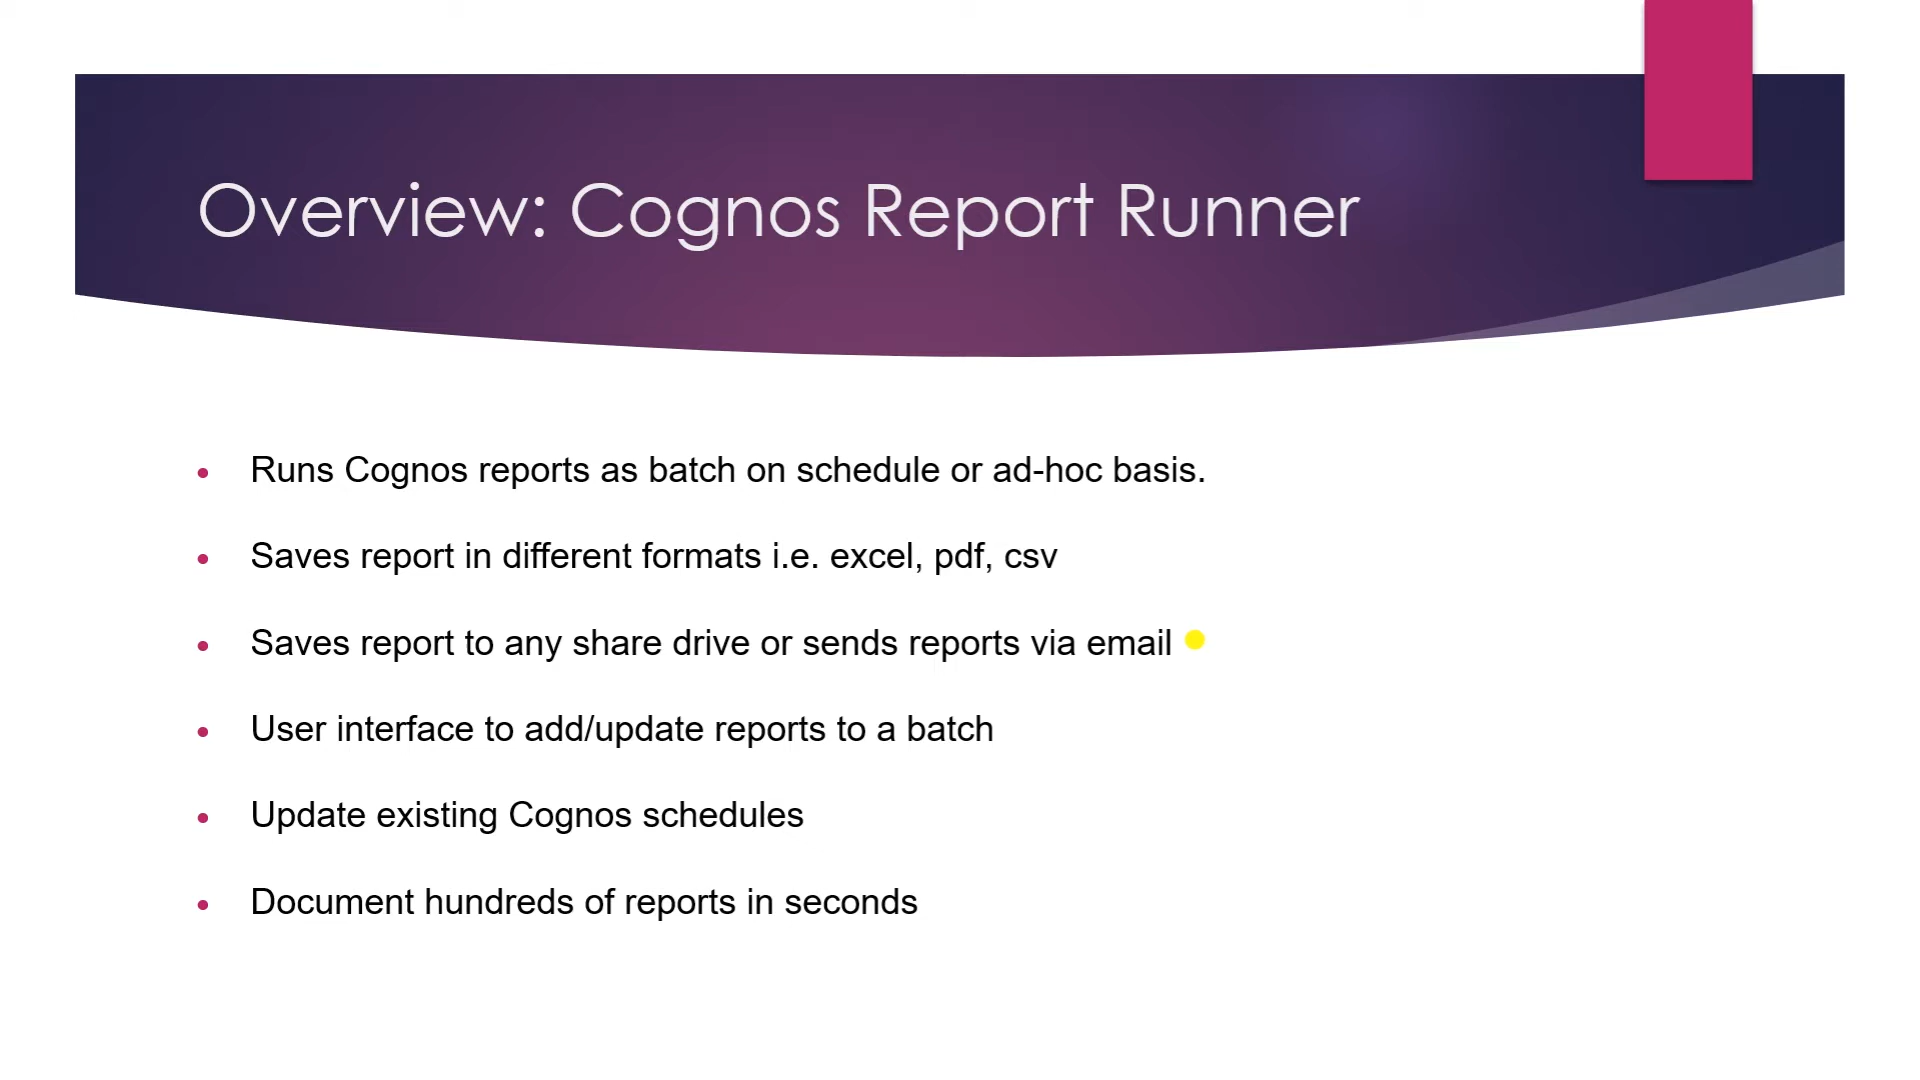 Overview: Cognos Report Runner
• Runs Cognos reports as batch on schedule or ad-hoc basis.
• Saves report in different formats i.e. excel, pdf, csv
• Saves report to any share drive or sends reports via email
• User interface to add/update reports to a batch
• Update existing Cognos schedules
• Document hundreds of reports in seconds